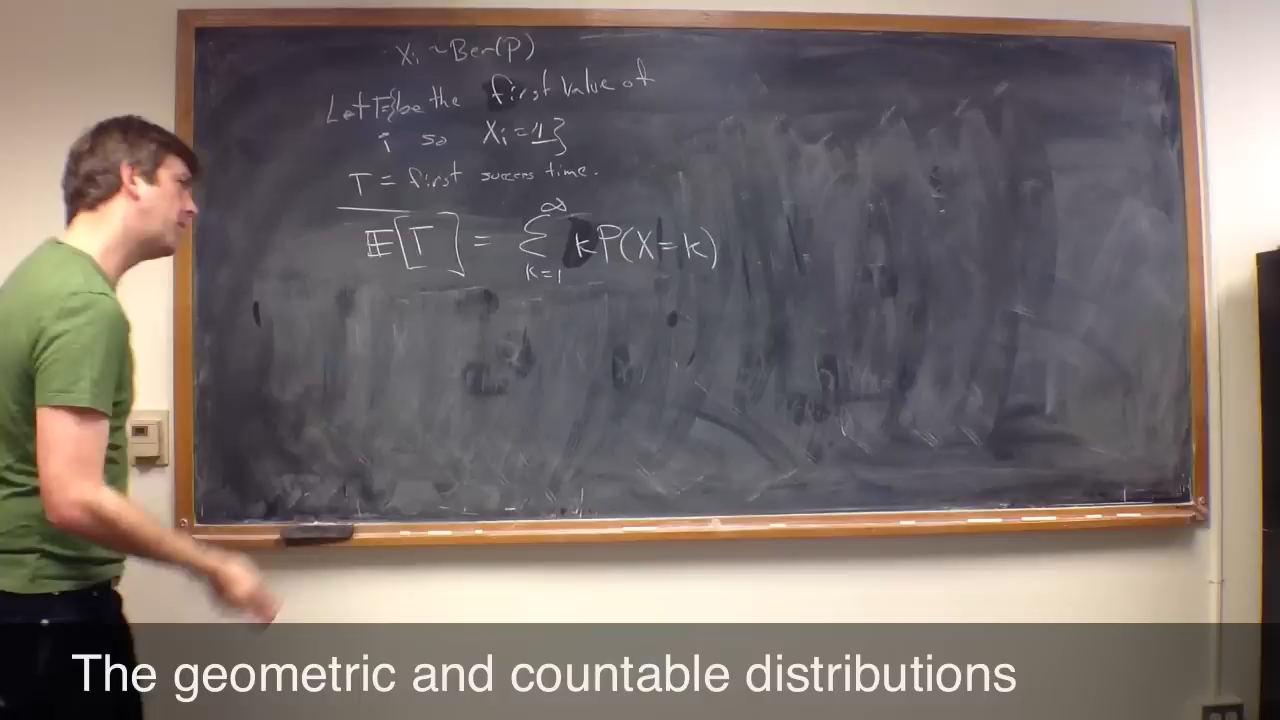 Xi ~ Ber(P)
Let T={be the first value of
i so Xi = 1}
T = first success time.
E[T] = ∑ k P(X=k)
∞
k=1
The geometric and countable distributions